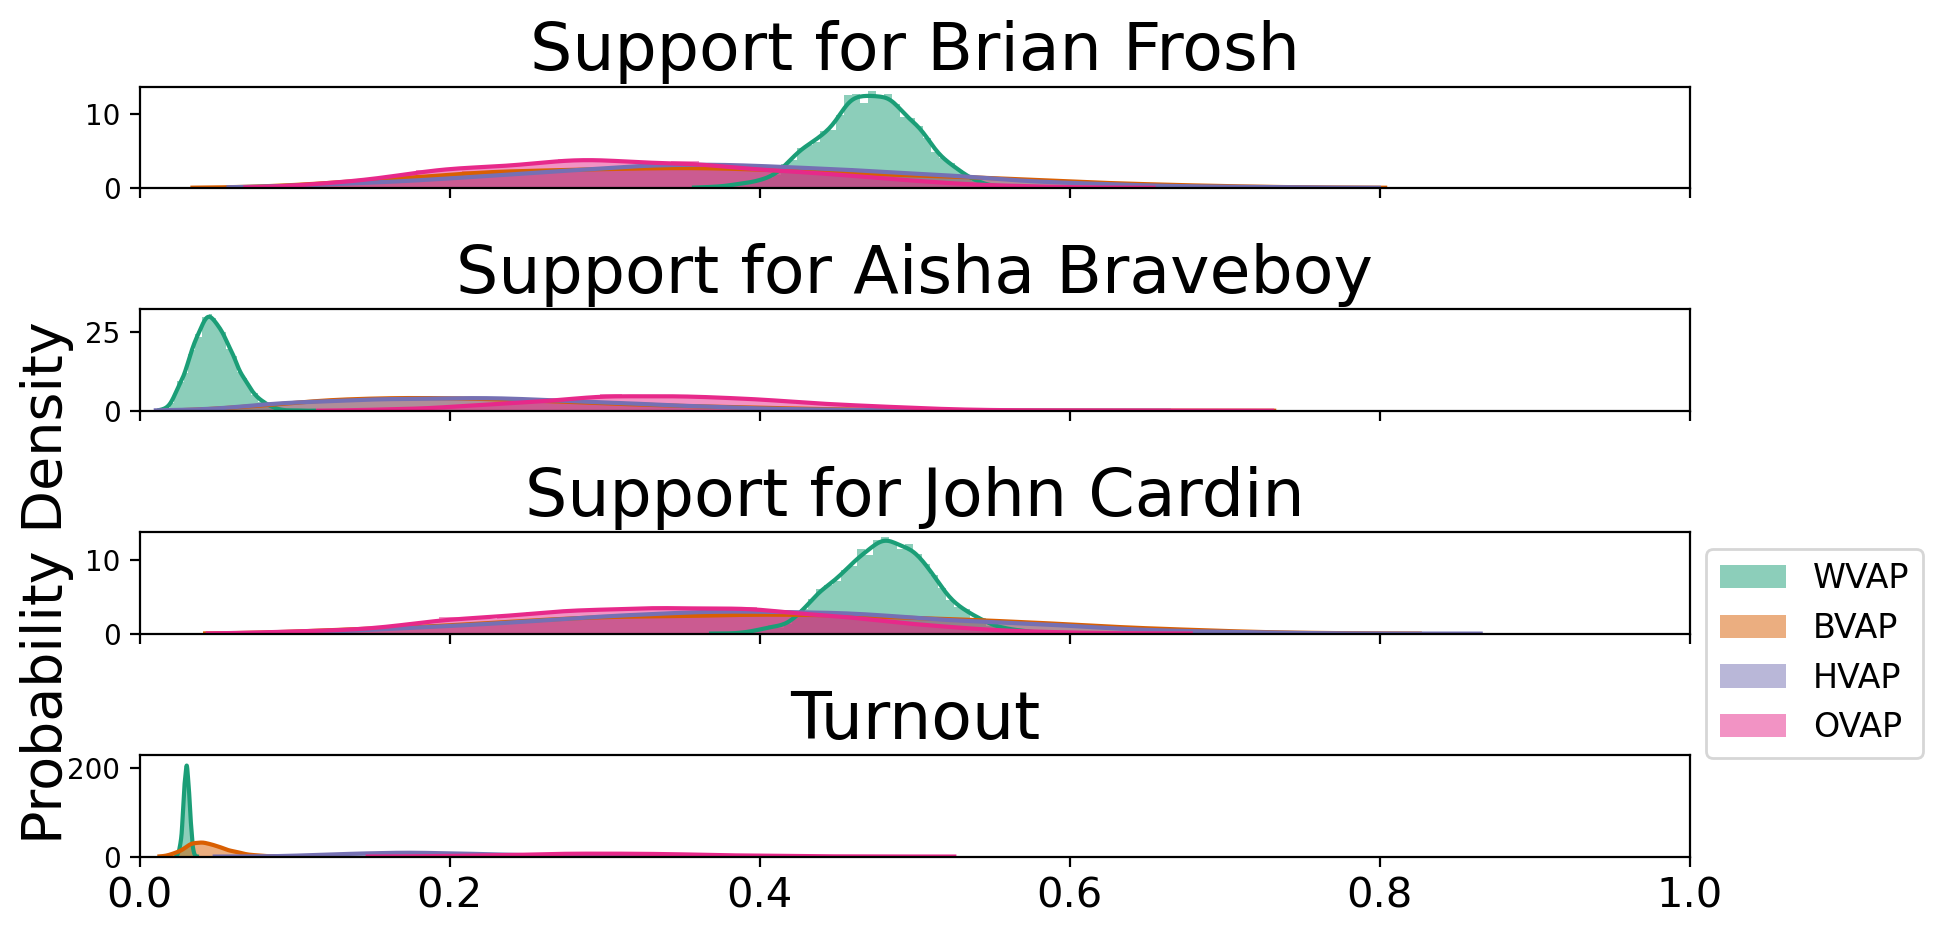 Support for Brian Frosh
10
0
Support for Aisha Braveboy
25
0
Support for John Cardin
10
0
Turnout
200
0
0.0 0.2 0.4 0.6 0.8 1.0
Probability Density
WVAP
BVAP
HVAP
OVAP